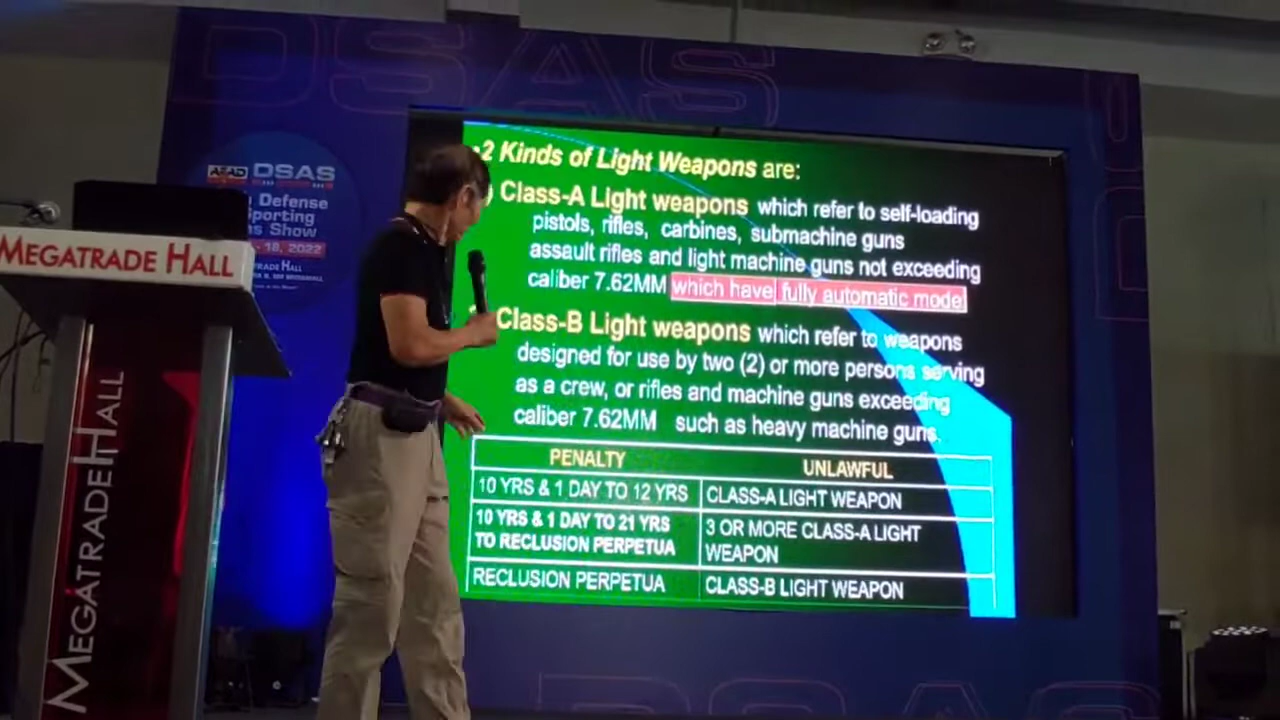 DSAS
AFAD DSAS
Defense
Sporting
ms Show
- 18, 2022
MEGATRADE HALL
MEGATRADEHALL
2 Kinds of Light Weapons are:
) Class-A Light weapons which refer to self-loading
pistols, rifles, carbines, submachine guns
assault rifles and light machine guns not exceeding
caliber 7.62MM which have fully automatic mode
Class-B Light weapons which refer to weapons
designed for use by two (2) or more persons serving
as a crew, or rifles and machine guns exceeding
caliber 7.62MM such as heavy machine guns.
PENALTY UNLAWFUL
10 YRS & 1 DAY TO 12 YRS CLASS-A LIGHT WEAPON
10 YRS & 1 DAY TO 21 YRS
TO RECLUSION PERPETUA
3 OR MORE CLASS-A LIGHT
WEAPON
RECLUSION PERPETUA CLASS-B LIGHT WEAPON